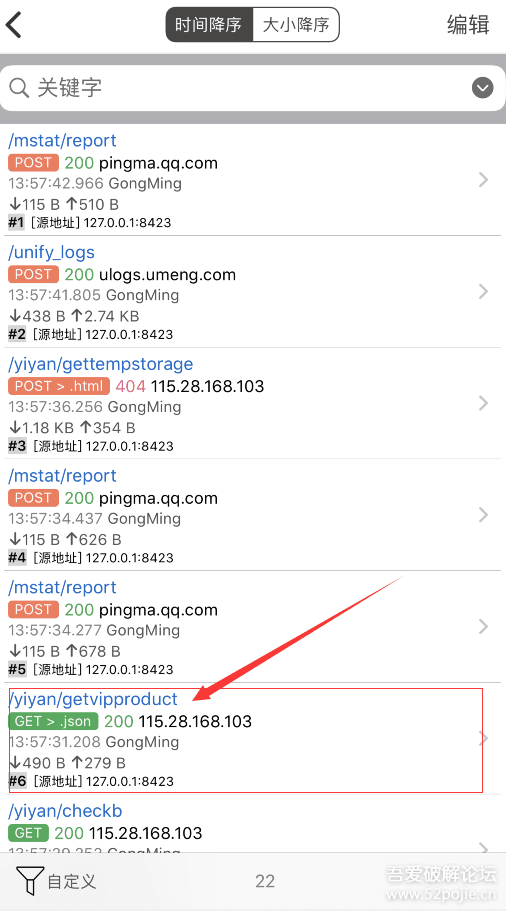 时间降序 大小降序 编辑
关键字
/mstat/report
POST 200 pingma.qq.com
13:57:42.966 GongMing
↓115 B ↑510 B
#1 [源地址] 127.0.0.1:8423
/unify_logs
POST 200 ulogs.umeng.com
13:57:41.805 GongMing
↓438 B ↑2.74 KB
#2 [源地址] 127.0.0.1:8423
/yiyan/gettempstorage
POST > .html 404 115.28.168.103
13:57:36.256 GongMing
↓1.18 KB ↑354 B
#3 [源地址] 127.0.0.1:8423
/mstat/report
POST 200 pingma.qq.com
13:57:34.437 GongMing
↓115 B ↑626 B
#4 [源地址] 127.0.0.1:8423
/mstat/report
POST 200 pingma.qq.com
13:57:34.277 GongMing
↓115 B ↑678 B
#5 [源地址] 127.0.0.1:8423
/yiyan/getvipproduct
GET > .json 200 115.28.168.103
13:57:31.208 GongMing
↓490 B ↑279 B
#6 [源地址] 127.0.0.1:8423
/yiyan/checkb
GET 200 115.28.168.103
自定义 22
吾爱破解论坛
www.52pojie.cn